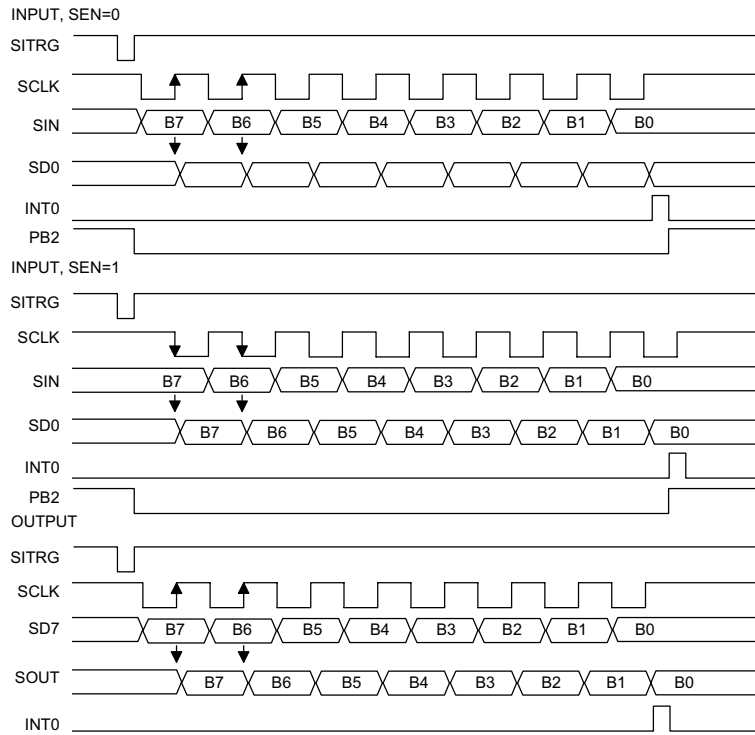 INPUT, SEN=0
SITRG
SCLK
SIN B7 B6 B5 B4 B3 B2 B1 B0
SD0
INT0
PB2
INPUT, SEN=1
SITRG
SCLK
SIN B7 B6 B5 B4 B3 B2 B1 B0
SD0 B7 B6 B5 B4 B3 B2 B1 B0
INT0
PB2
OUTPUT
SITRG
SCLK
SD7 B7 B6 B5 B4 B3 B2 B1 B0
SOUT B7 B6 B5 B4 B3 B2 B1 B0
INT0